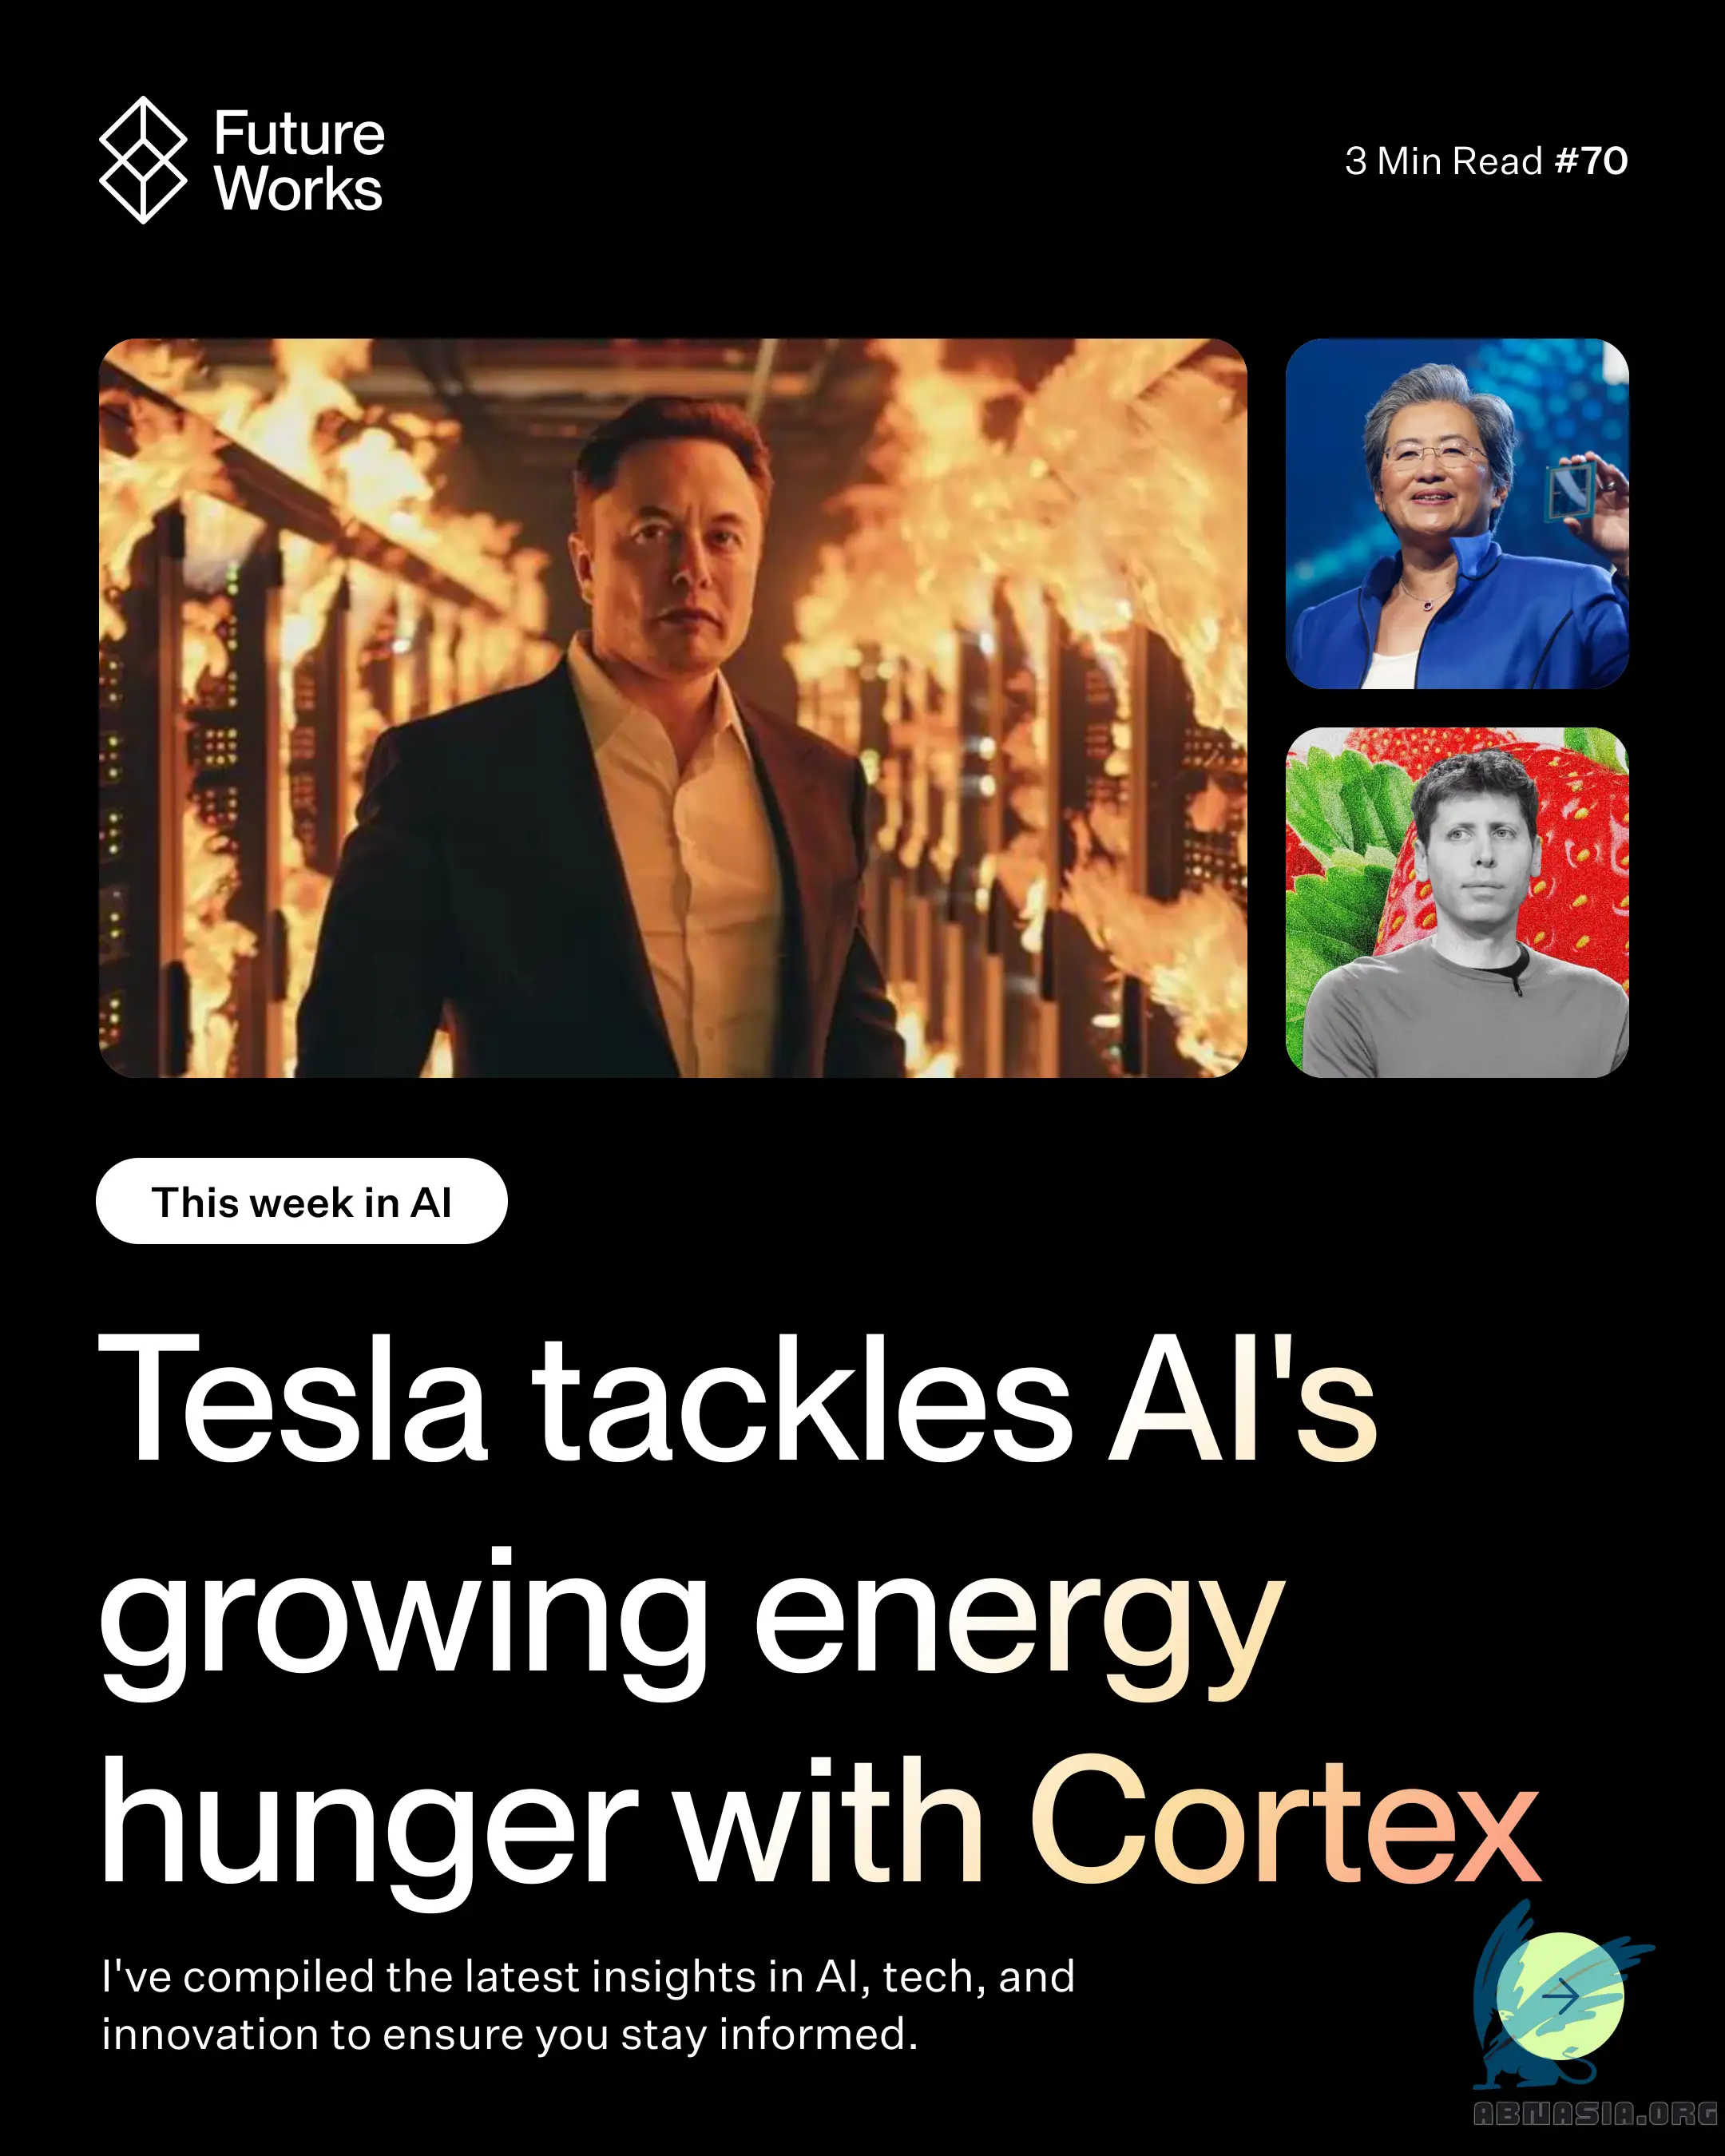 Future
Works
3 Min Read #70
This week in AI
Tesla tackles AI's
growing energy
hunger with Cortex
I've compiled the latest insights in AI, tech, and
innovation to ensure you stay informed.
ABNASIA.ORG